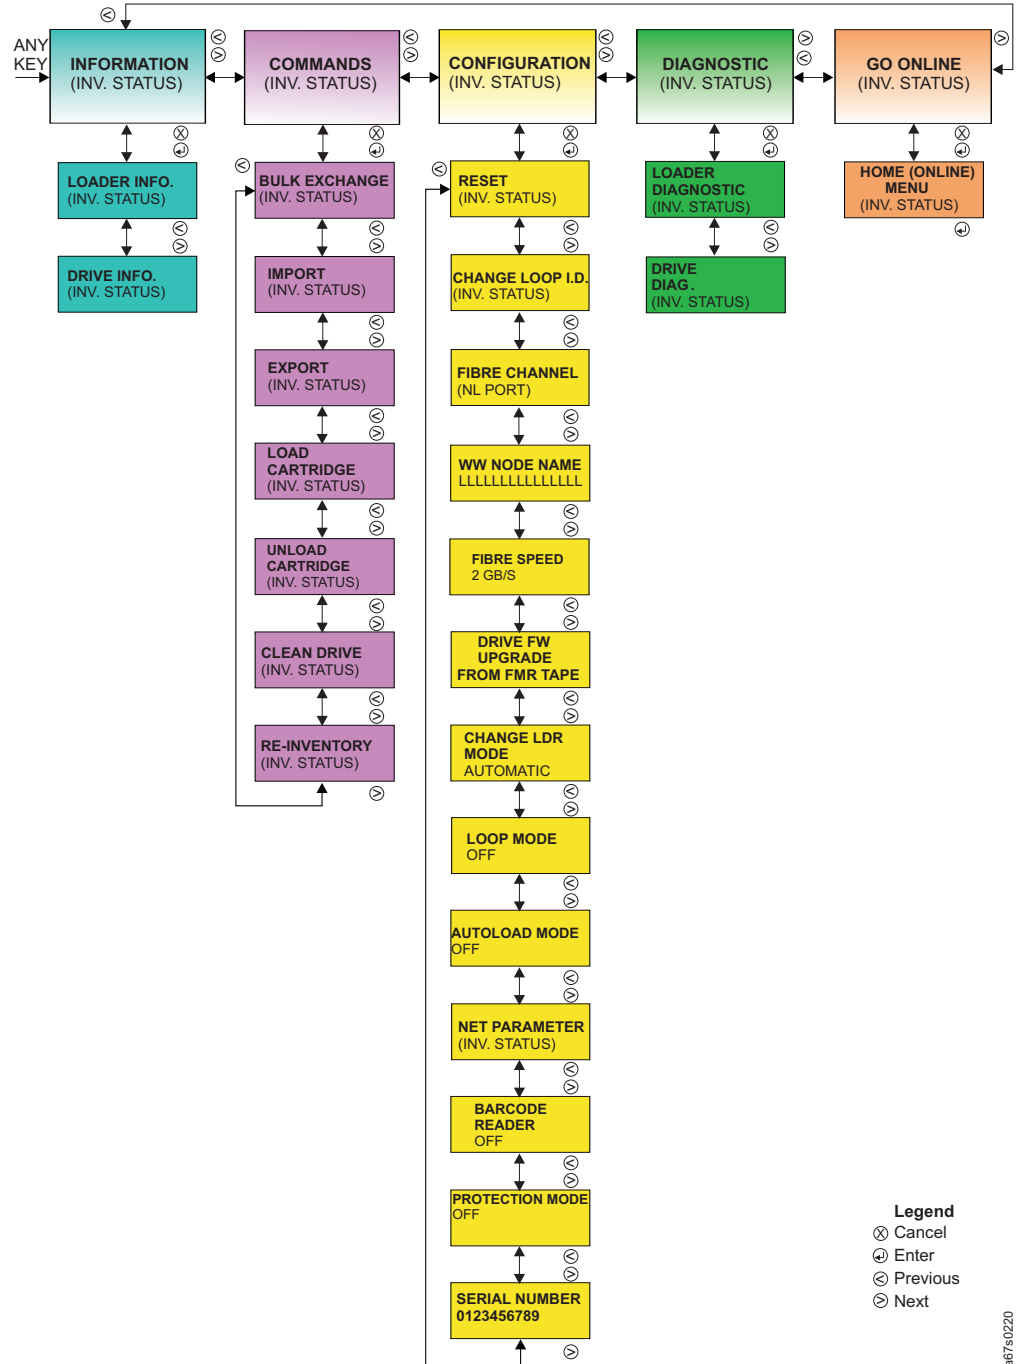 ANY
KEY
INFORMATION
(INV. STATUS)
COMMANDS
(INV. STATUS)
CONFIGURATION
(INV. STATUS)
DIAGNOSTIC
(INV. STATUS)
GO ONLINE
(INV. STATUS)
LOADER INFO.
(INV. STATUS)
DRIVE INFO.
(INV. STATUS)
BULK EXCHANGE
(INV. STATUS)
IMPORT
(INV. STATUS)
EXPORT
(INV. STATUS)
LOAD
CARTRIDGE
(INV. STATUS)
UNLOAD
CARTRIDGE
(INV. STATUS)
CLEAN DRIVE
(INV. STATUS)
RE-INVENTORY
(INV. STATUS)
RESET
(INV. STATUS)
CHANGE LOOP I.D.
(INV. STATUS)
FIBRE CHANNEL
(NL PORT)
WW NODE NAME
LLLLLLLLLLLLLLL
FIBRE SPEED
2 GB/S
DRIVE FW
UPGRADE
FROM FMR TAPE
CHANGE LDR
MODE
AUTOMATIC
LOOP MODE
OFF
AUTOLOAD MODE
OFF
NET PARAMETER
(INV. STATUS)
BARCODE
READER
OFF
PROTECTION MODE
OFF
SERIAL NUMBER
0123456789
LOADER
DIAGNOSTIC
(INV. STATUS)
DRIVE
DIAG.
(INV. STATUS)
HOME (ONLINE)
MENU
(INV. STATUS)
Legend
Cancel
Enter
Previous
Next
a67s0220